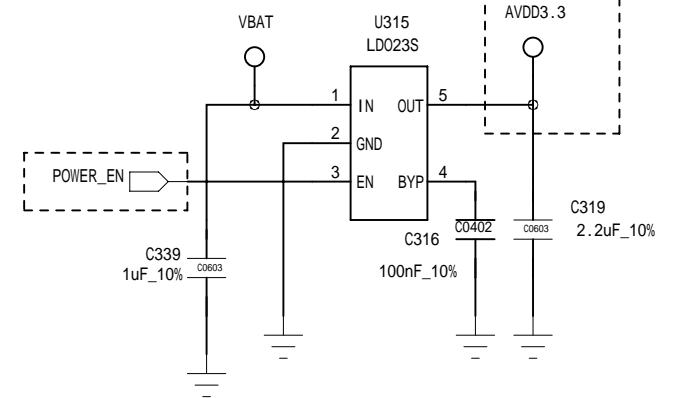 AVDD3.3
VBAT
U315
LDO23S
1 IN OUT 5
2 GND
3 EN BYP 4
POWER_EN
C339
1uF_10%
C0603
C316
100nF_10%
C0402
C0603
C319
2.2uF_10%